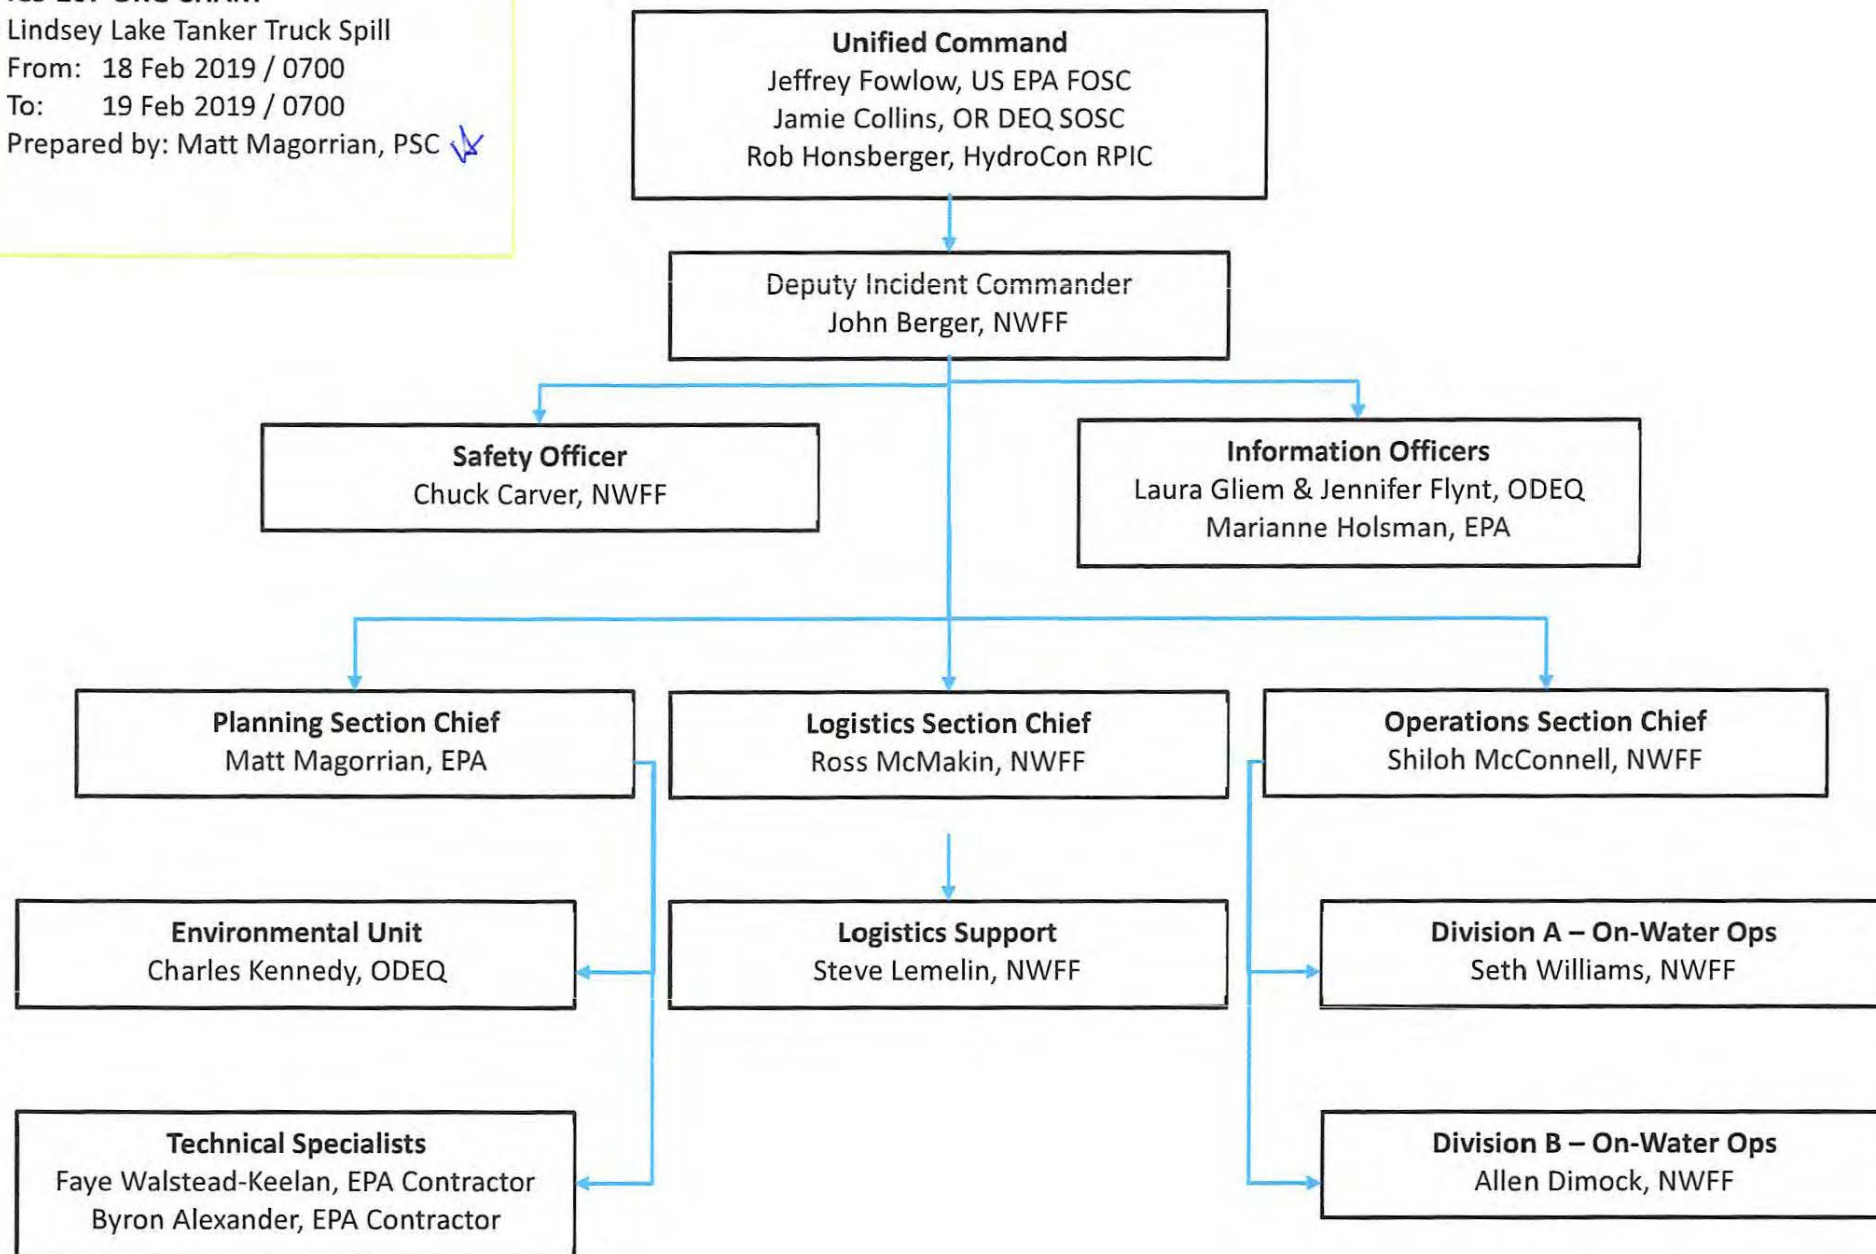 Lindsey Lake Tanker Truck Spill
From: 18 Feb 2019 / 0700
To: 19 Feb 2019 / 0700
Prepared by: Matt Magorrian, PSC
Unified Command
Jeffrey Fowlow, US EPA FOSC
Jamie Collins, OR DEQ SOSC
Rob Honsberger, HydroCon RPIC
Deputy Incident Commander
John Berger, NWFF
Safety Officer
Chuck Carver, NWFF
Information Officers
Laura Gliem & Jennifer Flynt, ODEQ
Marianne Holsman, EPA
Planning Section Chief
Matt Magorrian, EPA
Logistics Section Chief
Ross McMakin, NWFF
Operations Section Chief
Shiloh McConnell, NWFF
Environmental Unit
Charles Kennedy, ODEQ
Logistics Support
Steve Lemelin, NWFF
Division A – On-Water Ops
Seth Williams, NWFF
Technical Specialists
Faye Walstead-Keelan, EPA Contractor
Byron Alexander, EPA Contractor
Division B – On-Water Ops
Allen Dimock, NWFF